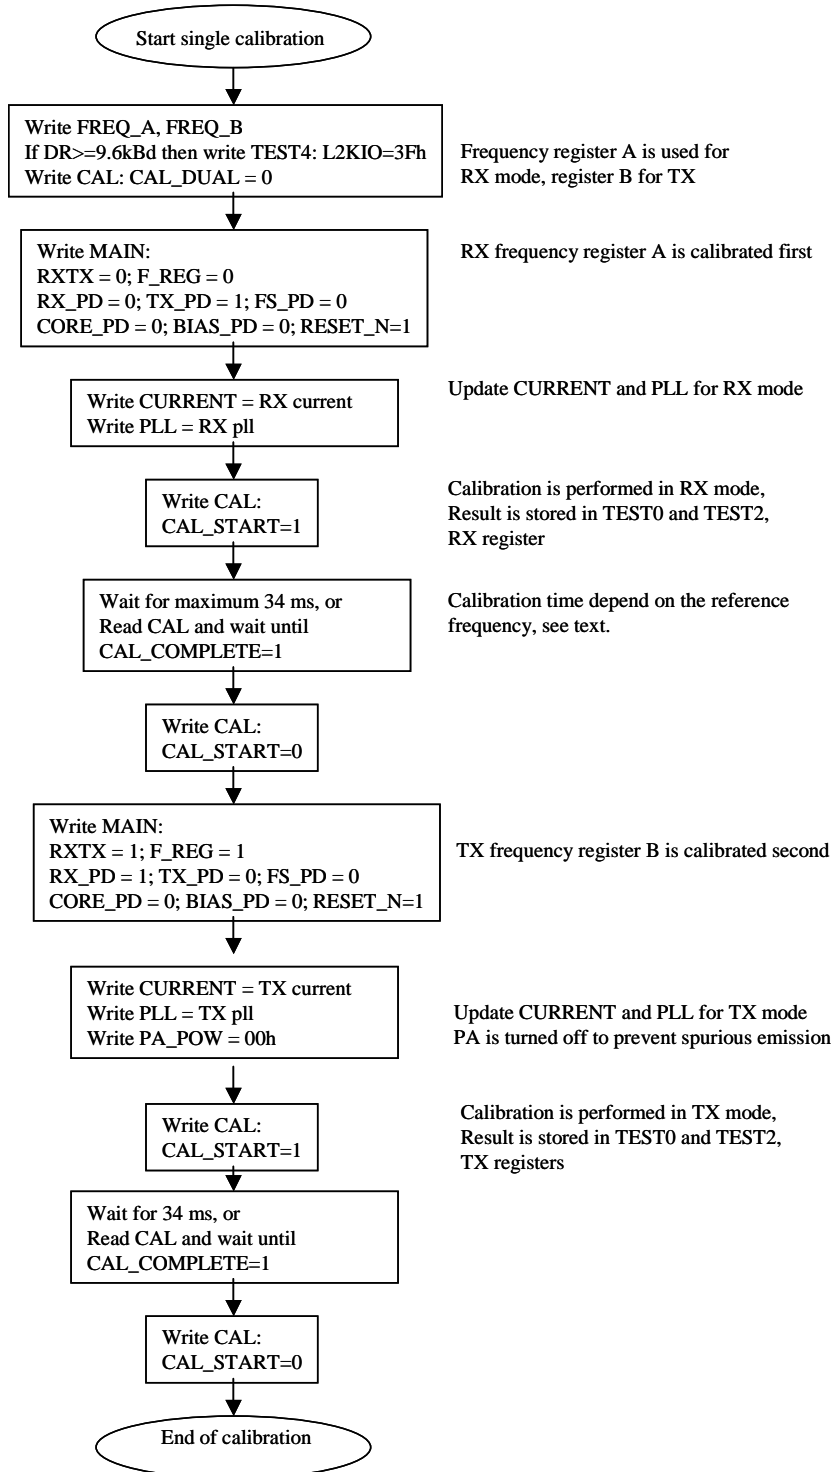 Start single calibration
Write FREQ_A, FREQ_B
If DR>=9.6kBd then write TEST4: L2KIO=3Fh
Write CAL: CAL_DUAL = 0
Frequency register A is used for
RX mode, register B for TX
Write MAIN:
RXTX = 0; F_REG = 0
RX_PD = 0; TX_PD = 1; FS_PD = 0
CORE_PD = 0; BIAS_PD = 0; RESET_N=1
RX frequency register A is calibrated first
Write CURRENT = RX current
Write PLL = RX pll
Update CURRENT and PLL for RX mode
Write CAL:
CAL_START=1
Calibration is performed in RX mode,
Result is stored in TEST0 and TEST2,
RX register
Wait for maximum 34 ms, or
Read CAL and wait until
CAL_COMPLETE=1
Calibration time depend on the reference
frequency, see text.
Write CAL:
CAL_START=0
Write MAIN:
RXTX = 1; F_REG = 1
RX_PD = 1; TX_PD = 0; FS_PD = 0
CORE_PD = 0; BIAS_PD = 0; RESET_N=1
TX frequency register B is calibrated second
Write CURRENT = TX current
Write PLL = TX pll
Write PA_POW = 00h
Update CURRENT and PLL for TX mode
PA is turned off to prevent spurious emission
Write CAL:
CAL_START=1
Calibration is performed in TX mode,
Result is stored in TEST0 and TEST2,
TX registers
Wait for 34 ms, or
Read CAL and wait until
CAL_COMPLETE=1
Write CAL:
CAL_START=0
End of calibration